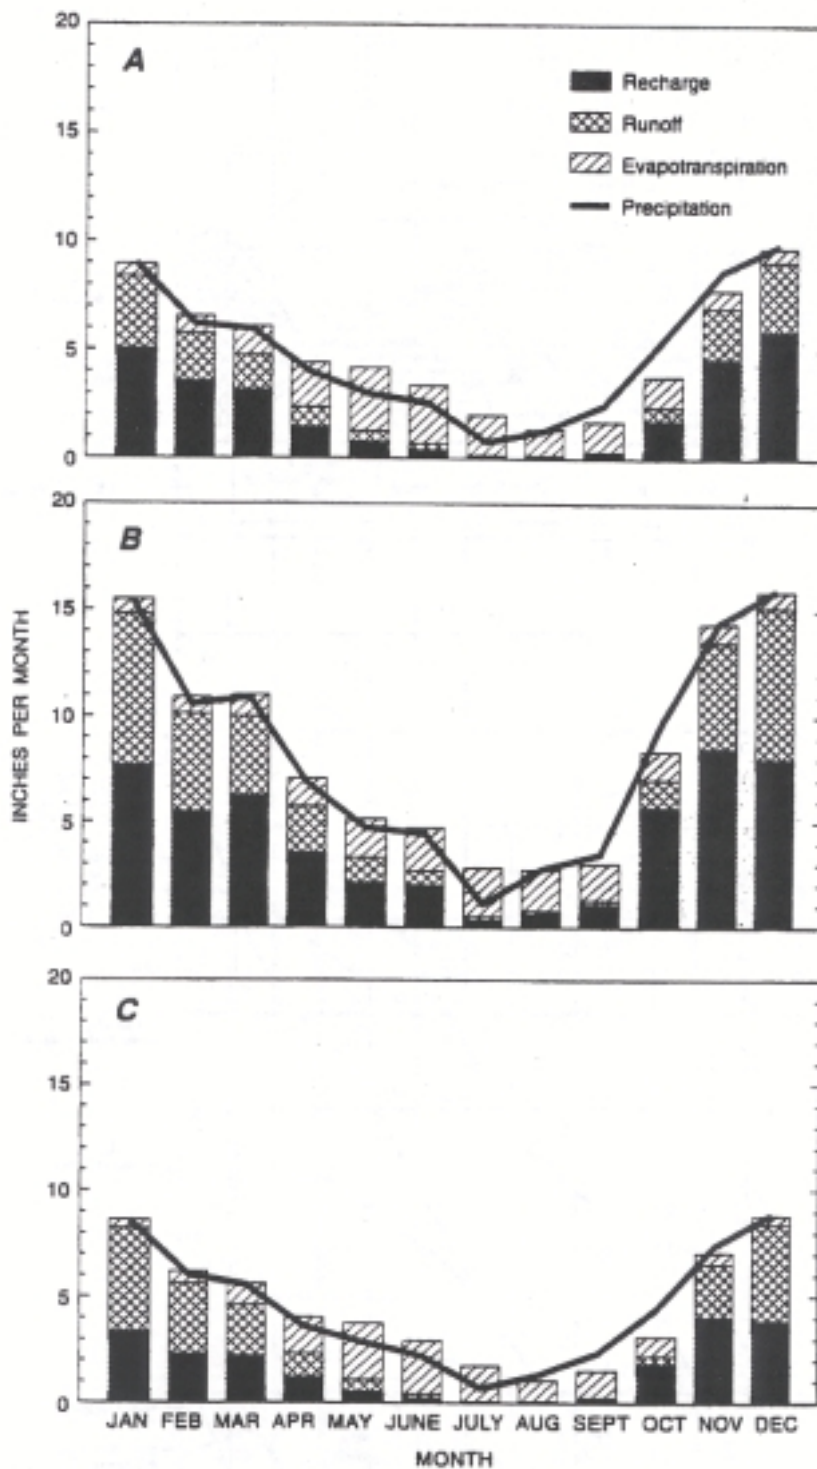 20
A
15
10
5
0
Recharge
Runoff
Evapotranspiration
Precipitation
20
B
15
10
5
0
INCHES PER MONTH
20
C
15
10
5
0
JAN FEB MAR APR MAY JUNE JULY AUG SEPT OCT NOV DEC
MONTH